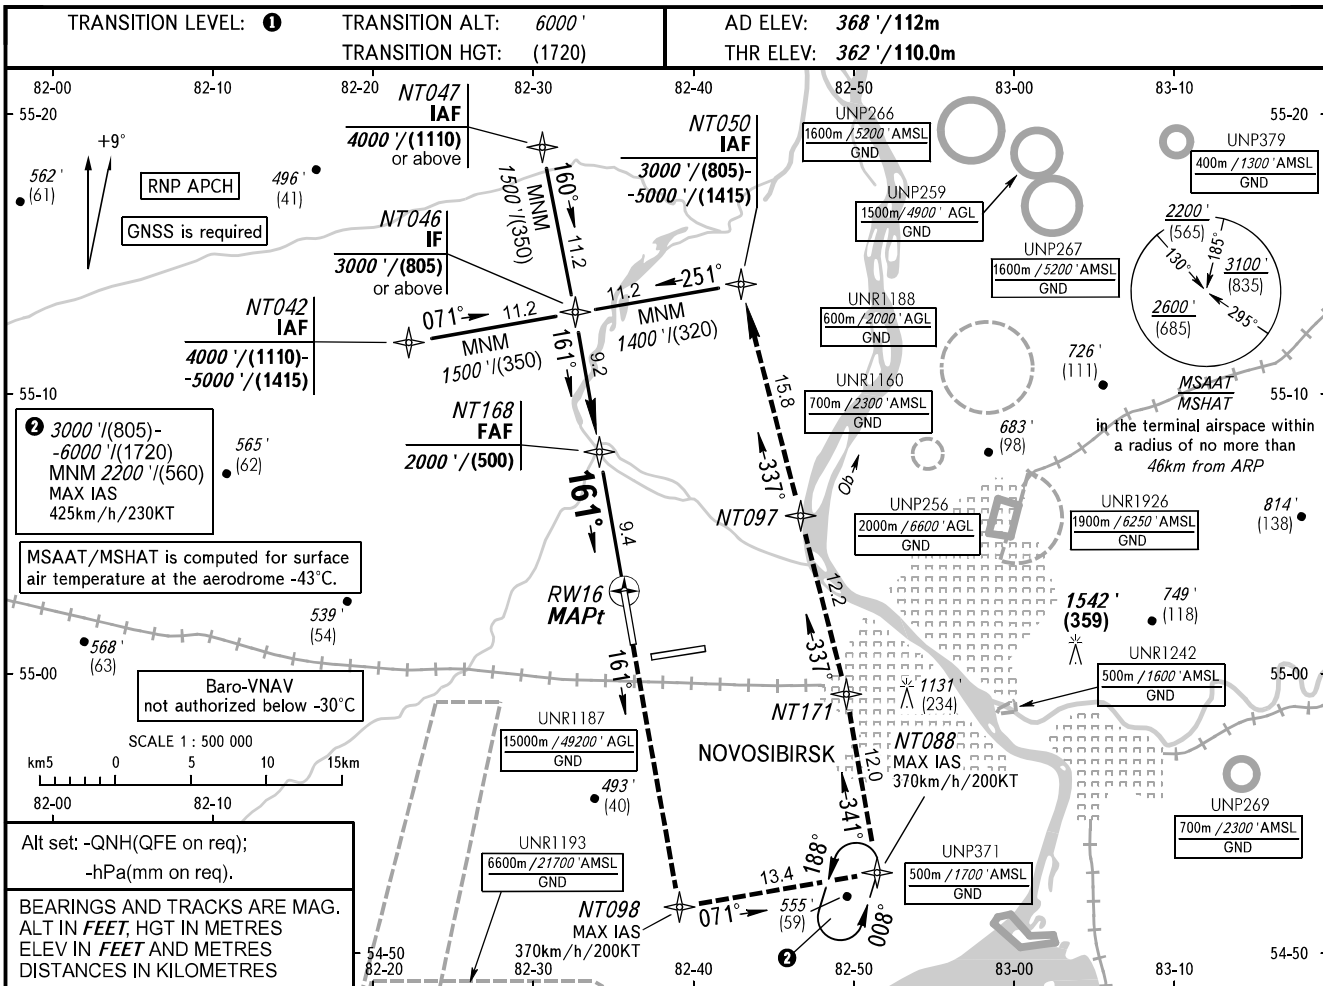 TRANSITION LEVEL: ❶
TRANSITION ALT: 6000 '
TRANSITION HGT: (1720)
AD ELEV: 368 '/112m
THR ELEV: 362 '/110.0m
82-00
82-10
82-20
82-30
82-40
82-50
83-00
83-10
55-20
55-20
+9°
562 '
(61)
RNP APCH
496 '
(41)
GNSS is required
NT047
IAF
4000 '/(1110)
or above
160°
11.2
MNM
1500 '/(350)
NT046
IF
3000 '/(805)
or above
NT050
IAF
3000 '/(805)-
-5000 '/(1415)
251°
11.2
MNM
1400 '/(320)
NT042
IAF
4000 '/(1110)-
-5000 '/(1415)
071°
11.2
MNM
1500 '/(350)
161°
9.2
NT168
FAF
2000 '/(500)
161°
9.4
RW16
MAPt
161°
UNP266
1600m /5200 ' AMSL
GND
UNP379
400m /1300 ' AMSL
GND
UNP259
1500m/4900 ' AGL
GND
UNP267
1600m /5200 ' AMSL
GND
2200 '
(565)
185°
130°
3100 '
(835)
2600 '
(685)
295°
MSAAT
MSHAT
in the terminal airspace within
a radius of no more than
46km from ARP
UNR1188
600m /2000 ' AGL
GND
726 '
(111)
UNR1160
700m /2300 ' AMSL
GND
55-10
55-10
683 '
(98)
Ob
❷ 3000 '/(805)-
-6000 '/(1720)
MNM 2200 '/(560)
MAX IAS
425km/h/230KT
565 '
(62)
15.8
337°
NT097
UNP256
2000m /6600 ' AGL
GND
UNR1926
1900m /6250 ' AMSL
GND
814 '
(138)
MSAAT/MSHAT is computed for surface
air temperature at the aerodrome -43°C.
539 '
(54)
568 '
(63)
12.2
337°
1542 '
(359)
749 '
(118)
UNR1242
500m /1600 ' AMSL
GND
55-00
55-00
Baro-VNAV
not authorized below -30°C
SCALE 1 : 500 000
km5 0 5 10 15km
NT171
1131 '
(234)
NOVOSIBIRSK
NT088
MAX IAS
370km/h/200KT
UNR1187
15000m /49200 ' AGL
GND
493 '
(40)
12.0
341°
UNP269
700m /2300 ' AMSL
GND
82-00
82-10
Alt set: -QNH(QFE on req);
-hPa(mm on req).
UNR1193
6600m /21700 ' AMSL
GND
UNP371
500m /1700 ' AMSL
GND
188°
008°
13.4
071°
555 '
(59)
❷
NT098
MAX IAS
370km/h/200KT
BEARINGS AND TRACKS ARE MAG.
ALT IN FEET, HGT IN METRES
ELEV IN FEET AND METRES
DISTANCES IN KILOMETRES
54-50
54-50
82-20
82-30
82-40
82-50
83-00
83-10